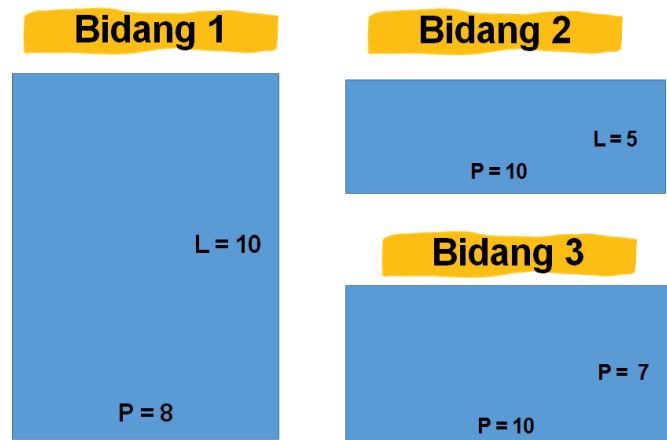 Bidang 1
L = 10
P = 8
Bidang 2
L = 5
P = 10
Bidang 3
P = 7
P = 10